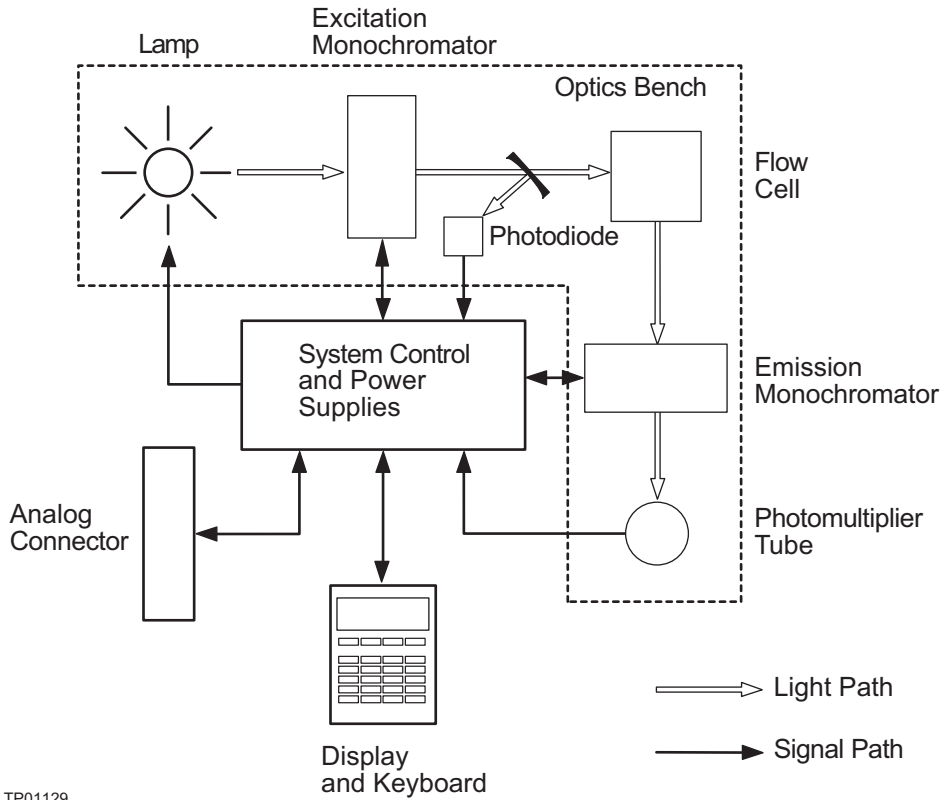 Excitation
Monochromator
Lamp
Optics Bench
Flow
Cell
Photodiode
System Control
and Power
Supplies
Emission
Monochromator
Analog
Connector
Photomultiplier
Tube
Light Path
Signal Path
Display
and Keyboard
TP01129